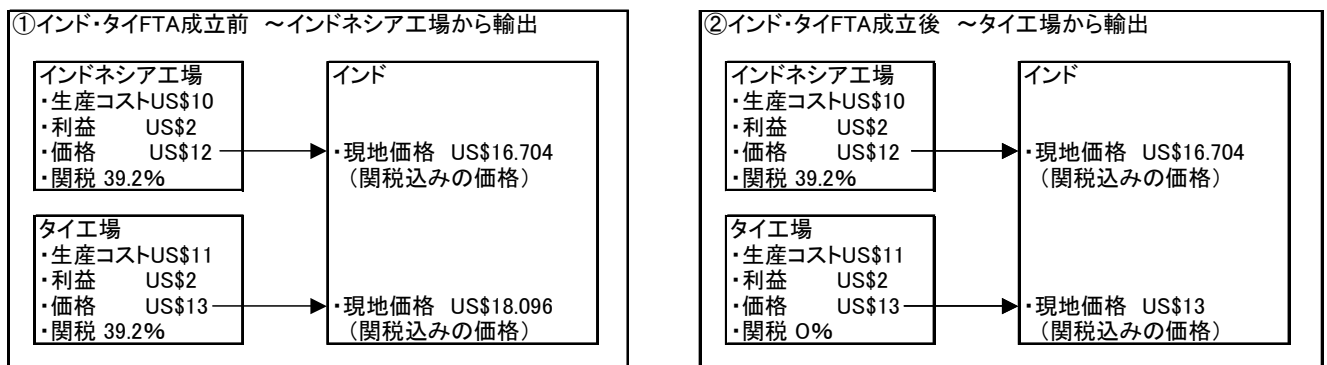 ①インド・タイFTA成立前 ～インドネシア工場から輸出
インドネシア工場
・生産コストUS$10
・利益 US$2
・価格 US$12
・関税 39.2%
インド
・現地価格 US$16.704
（関税込みの価格）
タイ工場
・生産コストUS$11
・利益 US$2
・価格 US$13
・関税 39.2%
・現地価格 US$18.096
（関税込みの価格）
②インド・タイFTA成立後 ～タイ工場から輸出
インドネシア工場
・生産コストUS$10
・利益 US$2
・価格 US$12
・関税 39.2%
インド
・現地価格 US$16.704
（関税込みの価格）
タイ工場
・生産コストUS$11
・利益 US$2
・価格 US$13
・関税 0%
・現地価格 US$13
（関税込みの価格）